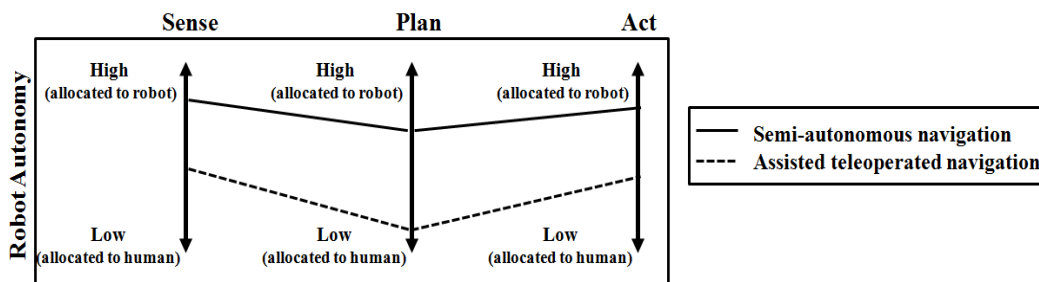 Sense Plan Act
Robot Autonomy
High High High
(allocated to robot) (allocated to robot) (allocated to robot)
Low Low Low
(allocated to human) (allocated to human) (allocated to human)
Semi-autonomous navigation
Assisted teleoperated navigation